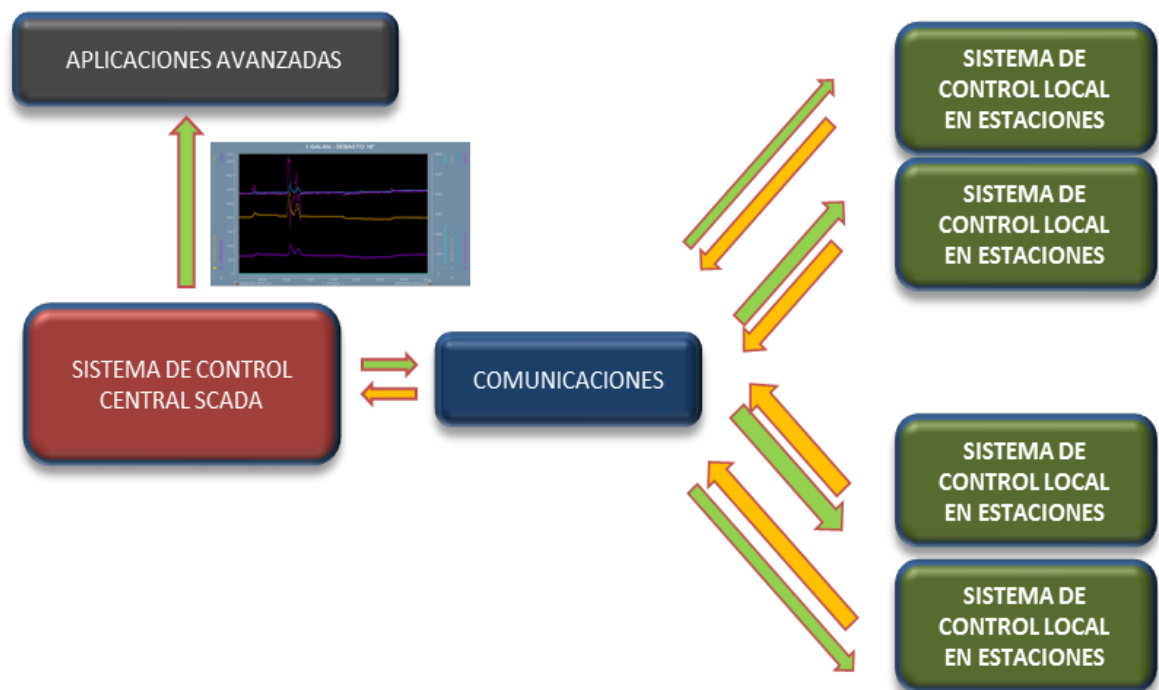 APLICACIONES AVANZADAS
SISTEMA DE CONTROL
CENTRAL SCADA
COMUNICACIONES
SISTEMA DE
CONTROL LOCAL
EN ESTACIONES
SISTEMA DE
CONTROL LOCAL
EN ESTACIONES
SISTEMA DE
CONTROL LOCAL
EN ESTACIONES
SISTEMA DE
CONTROL LOCAL
EN ESTACIONES